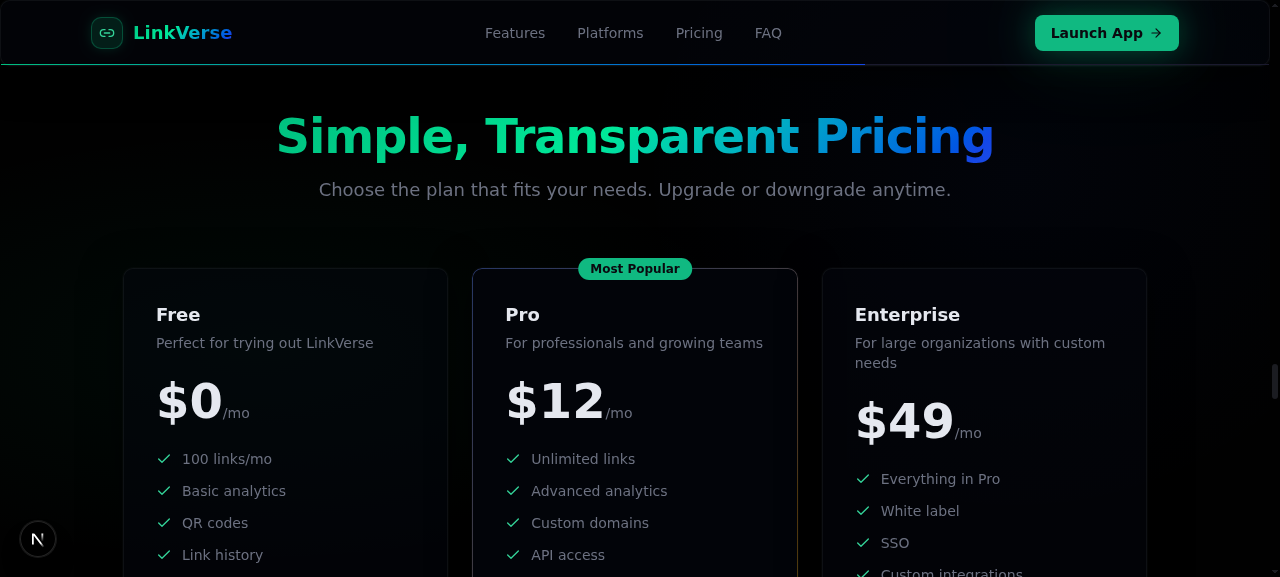 LinkVerse
Features
Platforms
Pricing
FAQ
Launch App →
Simple, Transparent Pricing
Choose the plan that fits your needs. Upgrade or downgrade anytime.
Free
Perfect for trying out LinkVerse
$0/mo
100 links/mo
Basic analytics
QR codes
Link history
Most Popular
Pro
For professionals and growing teams
$12/mo
Unlimited links
Advanced analytics
Custom domains
API access
Enterprise
For large organizations with custom
needs
$49/mo
Everything in Pro
White label
SSO
Custom integrations
N